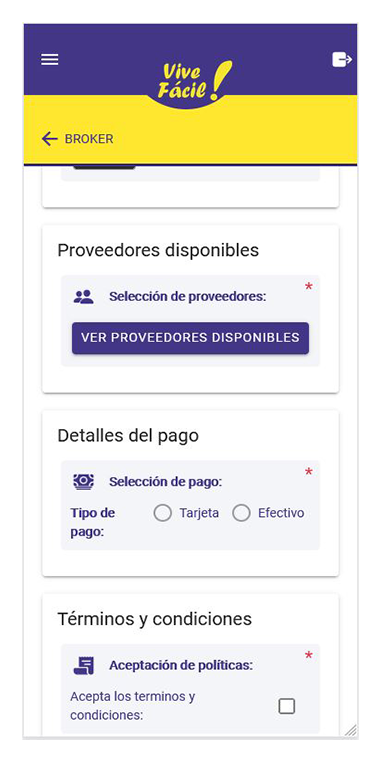 Vive
Fácil!
BROKER
Proveedores disponibles
Selección de proveedores:
*
VER PROVEEDORES DISPONIBLES
Detalles del pago
Selección de pago:
*
Tipo de
pago:
Tarjeta
Efectivo
Términos y condiciones
Aceptación de políticas:
*
Acepta los terminos y
condiciones: